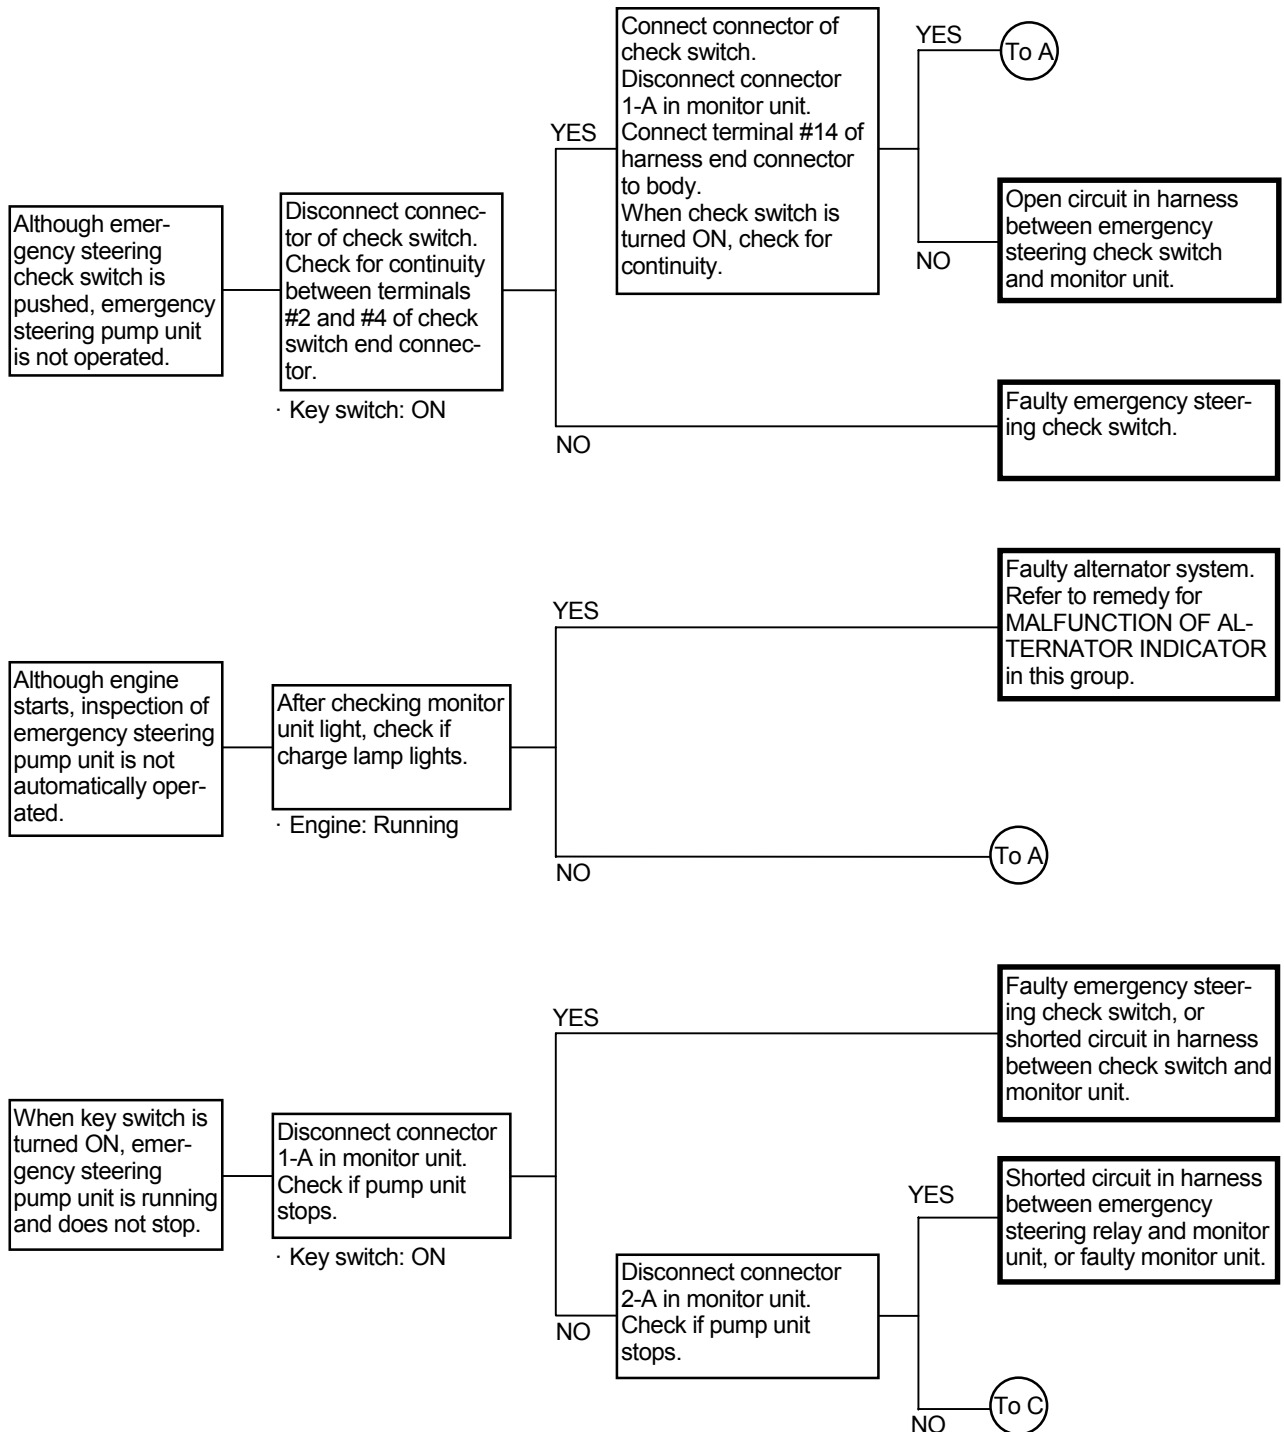 Although emer-
gency steering
check switch is
pushed, emergency
steering pump unit
is not operated.
Disconnect connec-
tor of check switch.
Check for continuity
between terminals
#2 and #4 of check
switch end connec-
tor.
· Key switch: ON
YES
Connect connector of
check switch.
Disconnect connector
1-A in monitor unit.
Connect terminal #14 of
harness end connector
to body.
When check switch is
turned ON, check for
continuity.
YES
To A
NO
Open circuit in harness
between emergency
steering check switch
and monitor unit.
NO
Faulty emergency steer-
ing check switch.
Although engine
starts, inspection of
emergency steering
pump unit is not
automatically oper-
ated.
After checking monitor
unit light, check if
charge lamp lights.
· Engine: Running
YES
Faulty alternator system.
Refer to remedy for
MALFUNCTION OF AL-
TERNATOR INDICATOR
in this group.
NO
To A
When key switch is
turned ON, emer-
gency steering
pump unit is running
and does not stop.
Disconnect connector
1-A in monitor unit.
Check if pump unit
stops.
· Key switch: ON
YES
Faulty emergency steer-
ing check switch, or
shorted circuit in harness
between check switch and
monitor unit.
NO
Disconnect connector
2-A in monitor unit.
Check if pump unit
stops.
YES
Shorted circuit in harness
between emergency
steering relay and monitor
unit, or faulty monitor unit.
NO
To C